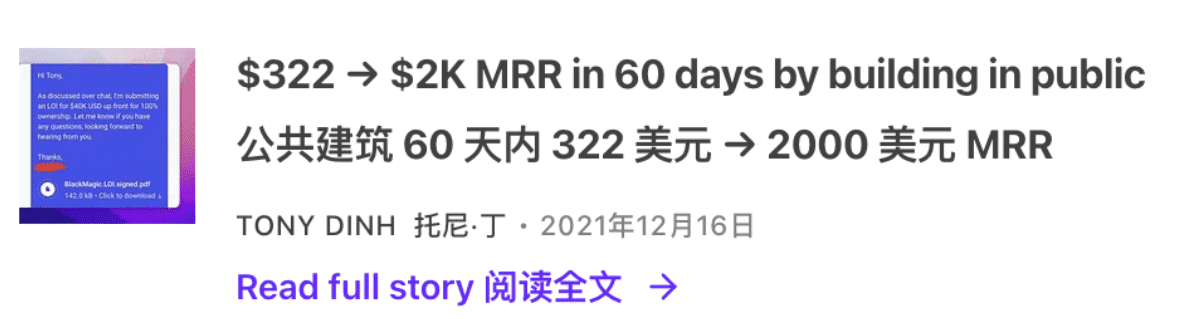 Hi Tony,
As discussed over chat, I'm submitting
an LOI for $40K USD up front for 100%
ownership. Let me know if you have
any questions, looking forward to
hearing from you.
Thanks,
BlackMagic.LOI.signed.pdf
142.0 kB • Click to download ↓
$322 → $2K MRR in 60 days by building in public
公共建筑 60 天内 322 美元 → 2000 美元 MRR
TONY DINH 托尼·丁 • 2021年12月16日
Read full story 阅读全文 →